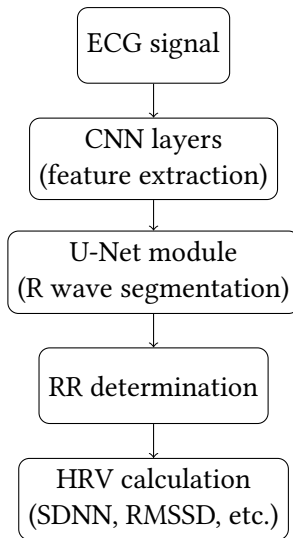 ECG signal
CNN layers
(feature extraction)
U-Net module
(R wave segmentation)
RR determination
HRV calculation
(SDNN, RMSSD, etc.)